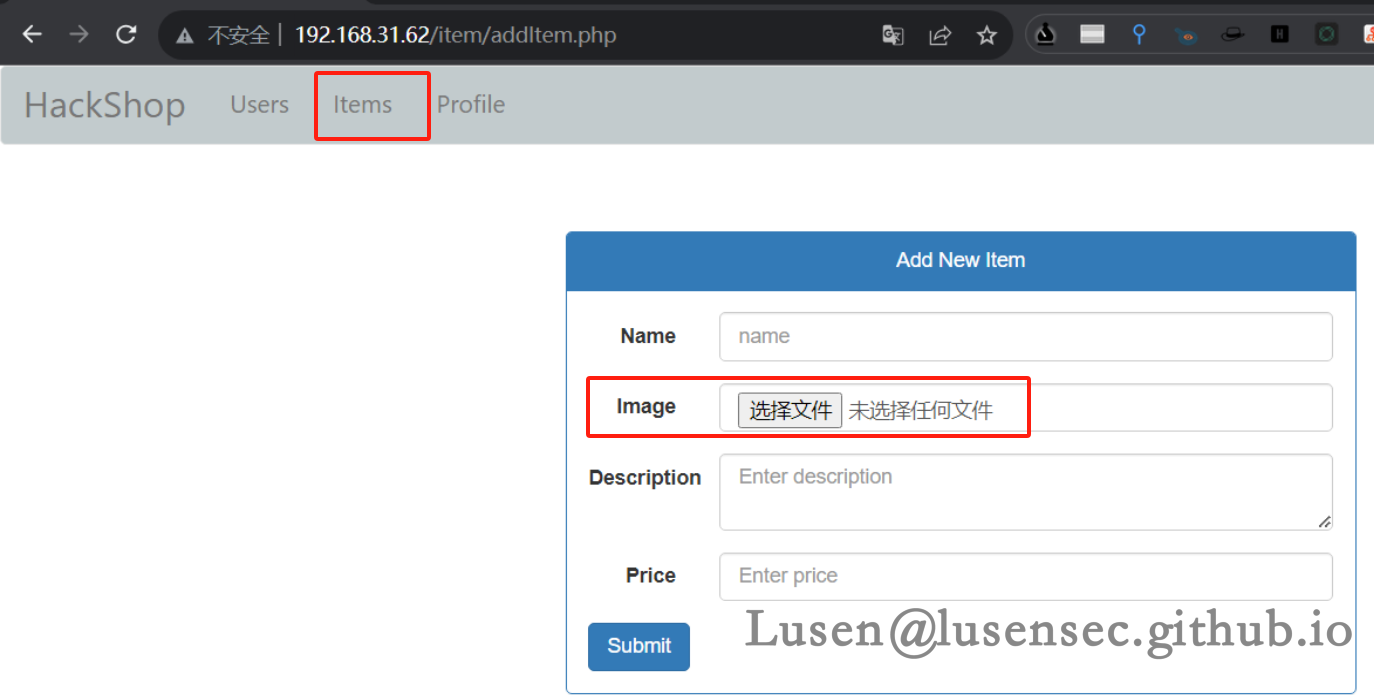 不安全 | 192.168.31.62/item/addItem.php
HackShop Users Items Profile
Add New Item
Name name
Image 选择文件 未选择任何文件
Description Enter description
Price Enter price
Submit
Lusen@lusensec.github.io